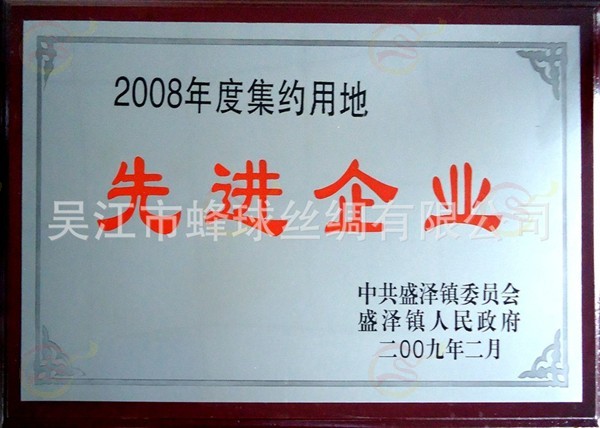 2008年度集约用地
先进企业
吴江市蜂球丝绸有限公司
中共盛泽镇委员会
盛泽镇人民政府
二00九年二月